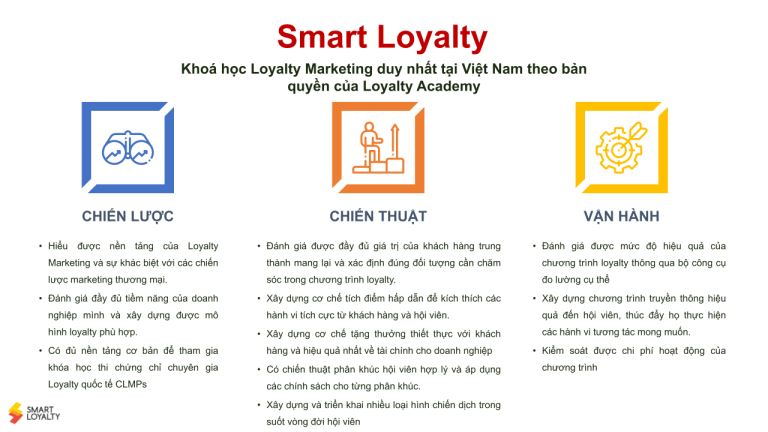 Smart Loyalty
Khoá học Loyalty Marketing duy nhất tại Việt Nam theo bản
quyền của Loyalty Academy
CHIẾN LƯỢC
• Hiểu được nền tảng của Loyalty
Marketing và sự khác biệt với các chiến
lược marketing thương mại.
• Đánh giá đầy đủ tiềm năng của doanh
nghiệp mình và xây dựng được mô
hình loyalty phù hợp.
• Có đủ nền tảng cơ bản để tham gia
khóa học thi chứng chỉ chuyên gia
Loyalty quốc tế CLMPs
CHIẾN THUẬT
• Đánh giá được đầy đủ giá trị của khách hàng trung
thành mang lại và xác định đúng đối tượng cần chăm
sóc trong chương trình loyalty.
• Xây dựng cơ chế tích điểm hấp dẫn để kích thích các
hành vi tích cực từ khách hàng và hội viên.
• Xây dựng cơ chế tặng thưởng thiết thực với khách
hàng và hiệu quả nhất về tài chính cho doanh nghiệp
• Có chiến thuật phân khúc hội viên hợp lý và áp dụng
các chính sách cho từng phân khúc.
• Xây dựng và triển khai nhiều loại hình chiến dịch trong
suốt vòng đời hội viên
VẬN HÀNH
• Đánh giá được mức độ hiệu quả của
chương trình loyalty thông qua bộ công cụ
đo lường cụ thể
• Xây dựng chương trình truyền thông hiệu
quả đến hội viên, thúc đẩy họ thực hiện
các hành vi tương tác mong muốn.
• Kiểm soát được chi phí hoạt động của
chương trình
SMART
LOYALTY